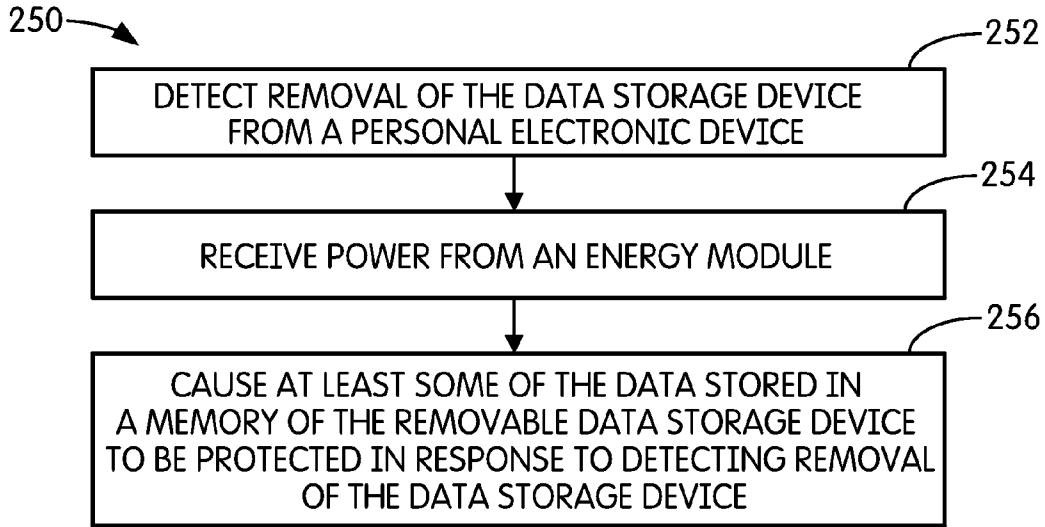 250
252
DETECT REMOVAL OF THE DATA STORAGE DEVICE
FROM A PERSONAL ELECTRONIC DEVICE
254
RECEIVE POWER FROM AN ENERGY MODULE
256
CAUSE AT LEAST SOME OF THE DATA STORED IN
A MEMORY OF THE REMOVABLE DATA STORAGE DEVICE
TO BE PROTECTED IN RESPONSE TO DETECTING REMOVAL
OF THE DATA STORAGE DEVICE